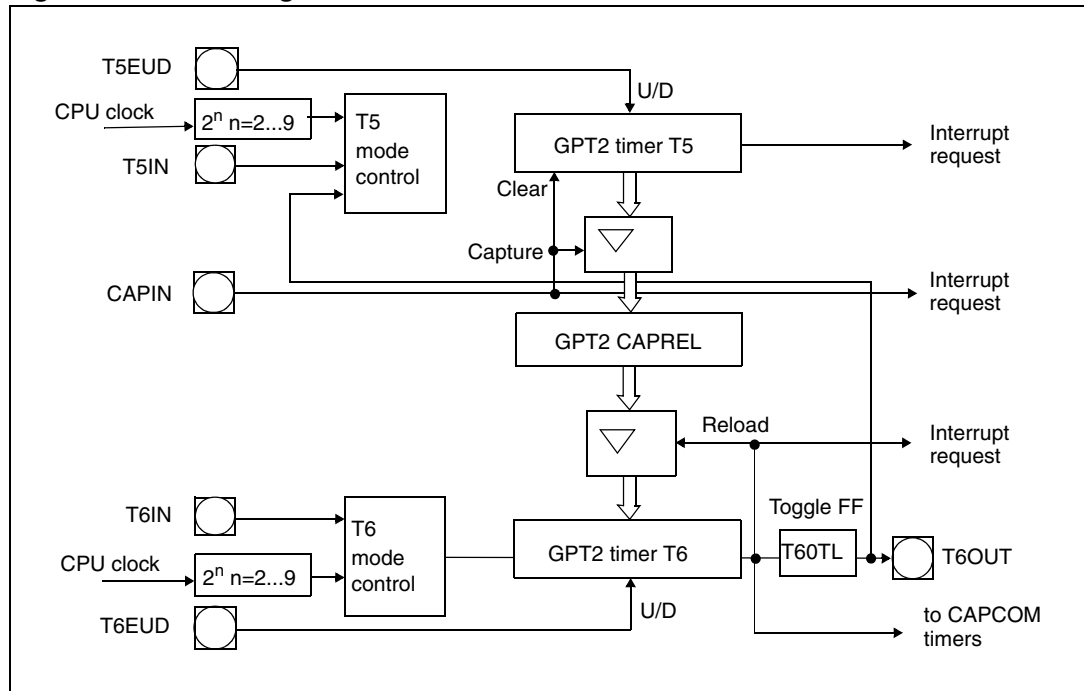 T5EUD
U/D
CPU clock
2^n n=2...9
T5
mode
control
T5IN
GPT2 timer T5
Interrupt
request
Clear
Capture
CAPIN
Interrupt
request
GPT2 CAPREL
Reload
Interrupt
request
T6IN
Toggle FF
T6
mode
control
GPT2 timer T6
T60TL
T6OUT
CPU clock
2^n n=2...9
T6EUD
U/D
to CAPCOM
timers